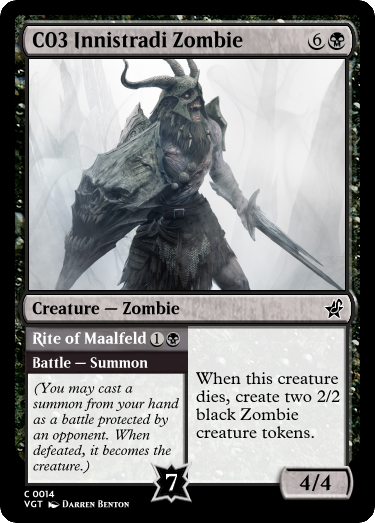 C03 Innistradi Zombie 6
Creature — Zombie
Rite of Maalfeld 1
Battle — Summon
(You may cast a
summon from your hand
as a battle protected by
an opponent. When
defeated, it becomes the
creature.)
7
When this creature
dies, create two 2/2
black Zombie
creature tokens.
4/4
C 0014
VGT DARREN BENTON